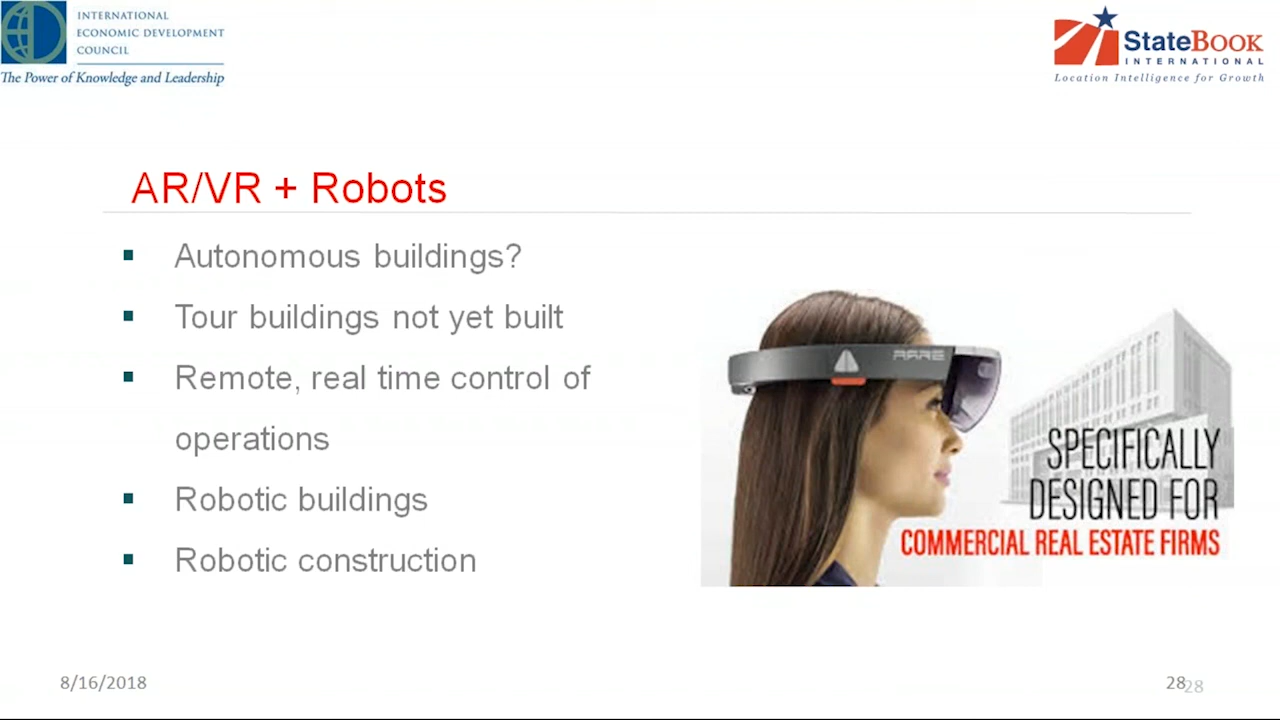 INTERNATIONAL
ECONOMIC DEVELOPMENT
COUNCIL
The Power of Knowledge and Leadership
STATEBOOK
INTERNATIONAL
Location Intelligence for Growth
AR/VR + Robots
Autonomous buildings?
Tour buildings not yet built
Remote, real time control of
operations
Robotic buildings
Robotic construction
SPECIFICALLY
DESIGNED FOR
COMMERCIAL REAL ESTATE FIRMS
8/16/2018
28
28